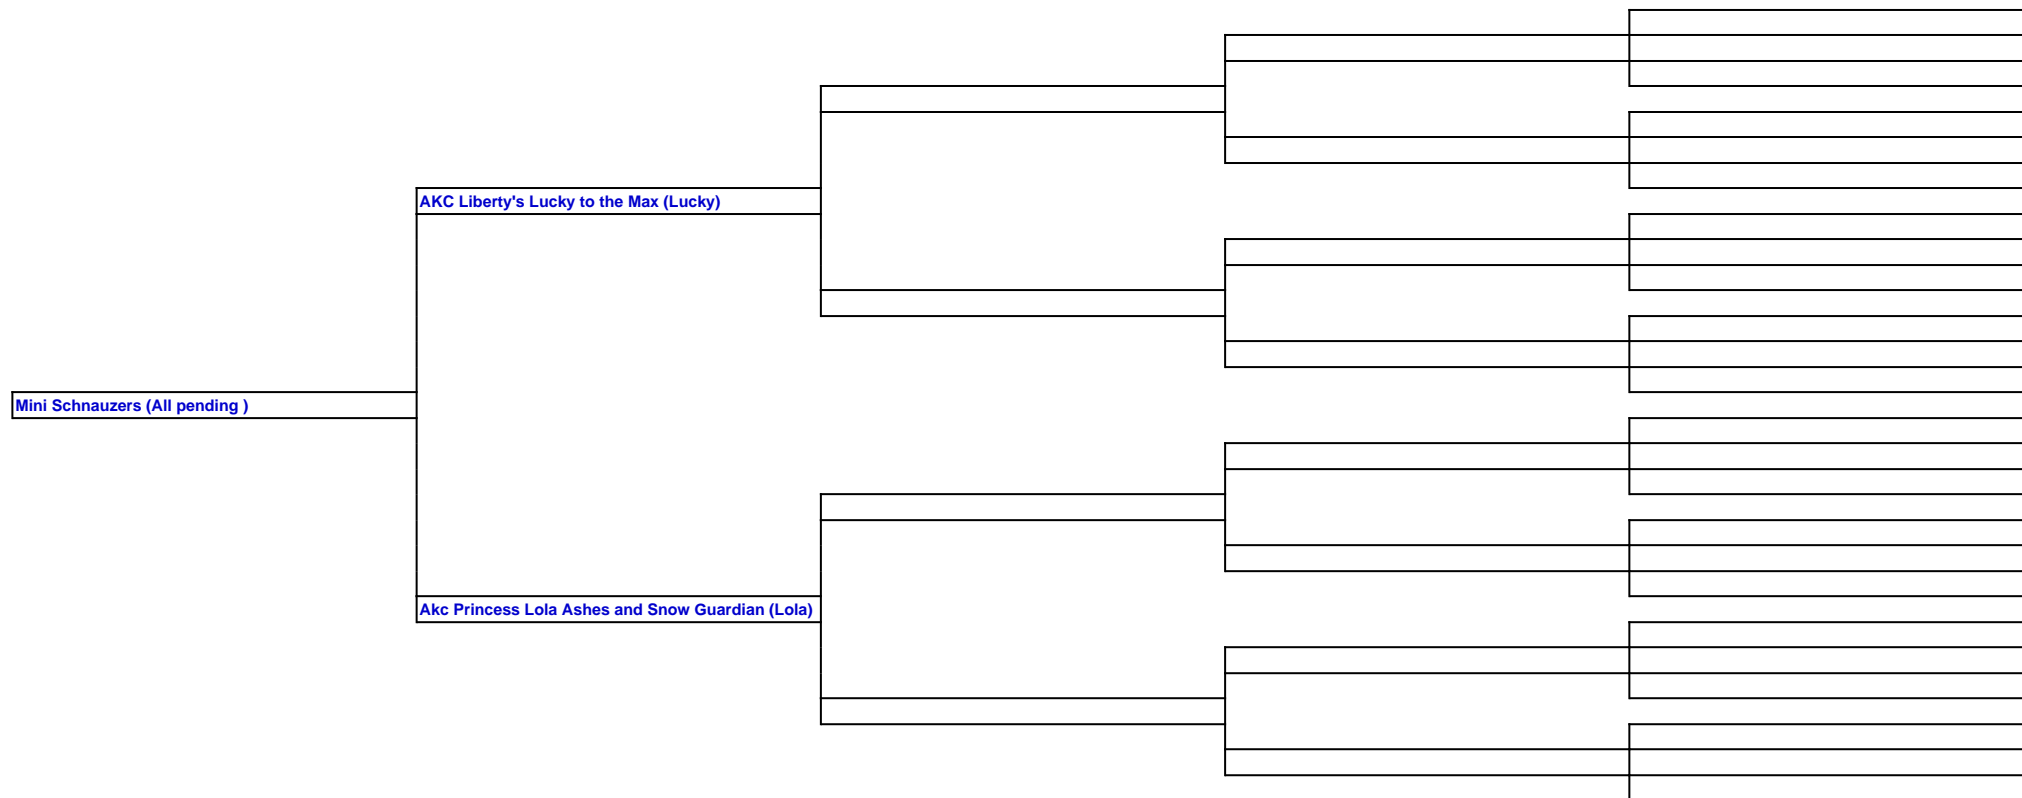 AKC Liberty's Lucky to the Max (Lucky)
Mini Schnauzers (All pending )
Akc Princess Lola Ashes and Snow Guardian (Lola)